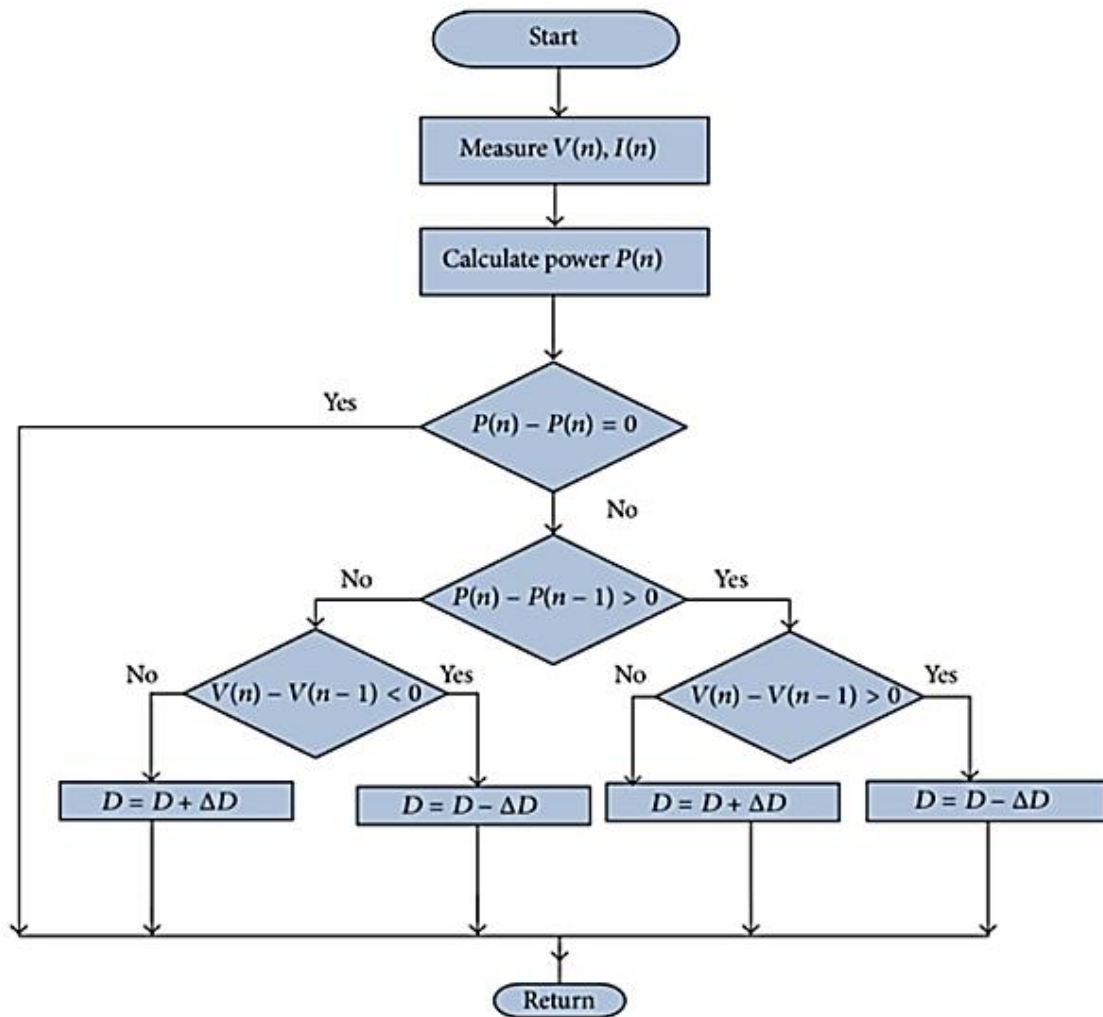 Start
Measure V(n), I(n)
Calculate power P(n)
Yes
P(n) − P(n) = 0
No
No
P(n) − P(n − 1) > 0
Yes
No
V(n) − V(n − 1) < 0
Yes
No
V(n) − V(n − 1) > 0
Yes
D = D + ΔD
D = D − ΔD
D = D + ΔD
D = D − ΔD
Return